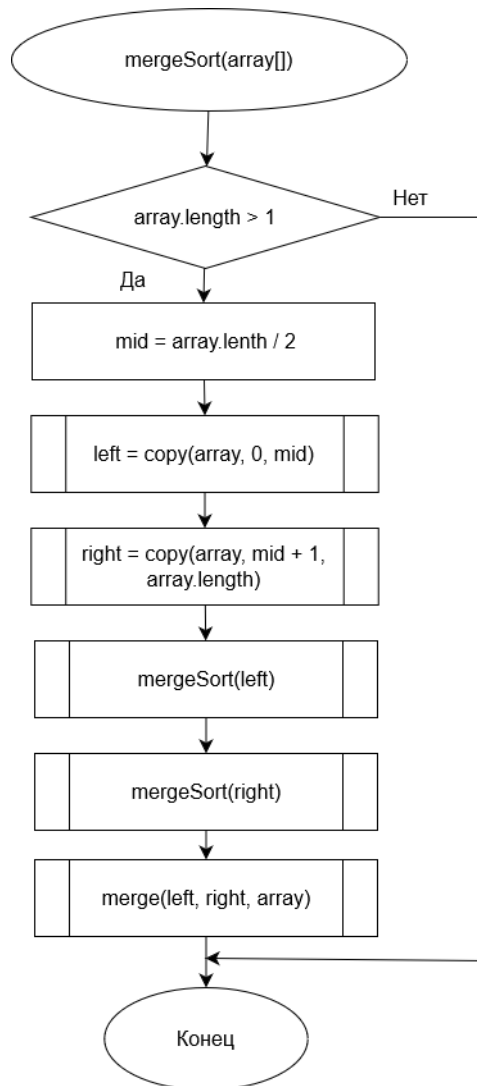 mergeSort(array[])
array.length > 1
Нет
Да
mid = array.lenth / 2
left = copy(array, 0, mid)
right = copy(array, mid + 1,
array.length)
mergeSort(left)
mergeSort(right)
merge(left, right, array)
Конец